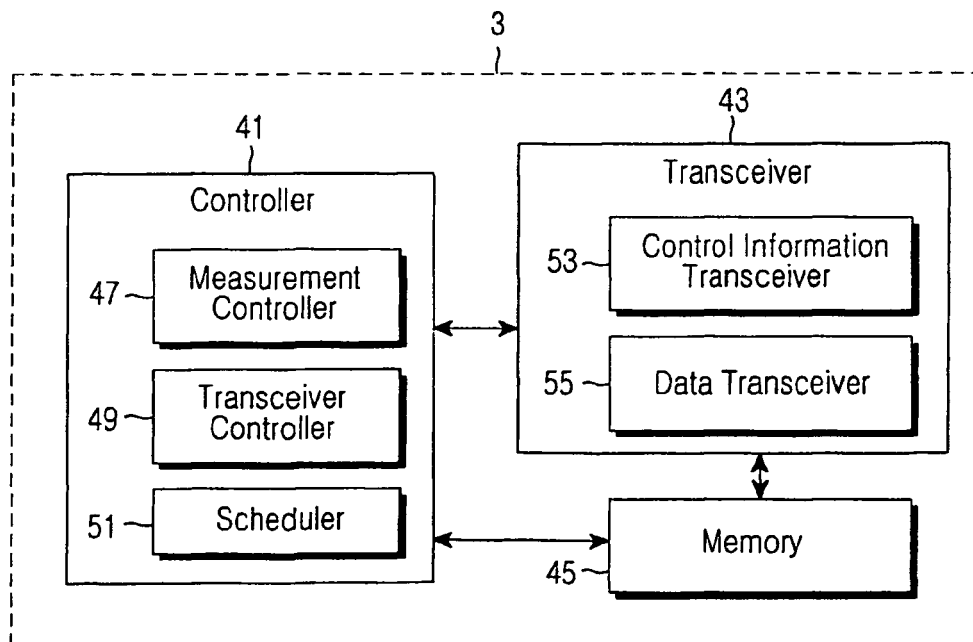 3
41
43
Controller
Transceiver
47
Measurement
Controller
53
Control Information
Transceiver
49
Transceiver
Controller
55
Data Transceiver
51
Scheduler
Memory
45